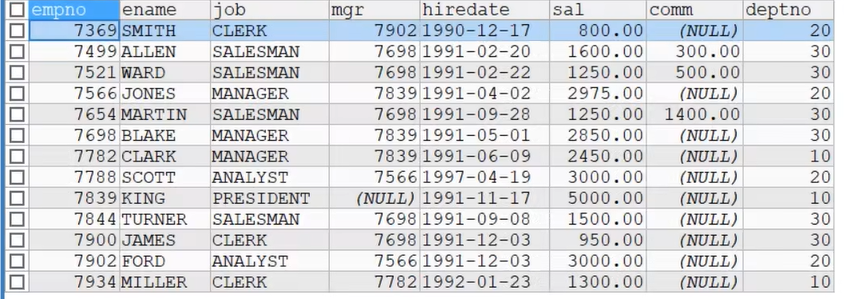 empno ename job mgr hiredate sal comm deptno
7369 SMITH CLERK 7902 1990-12-17 800.00 (NULL) 20
7499 ALLEN SALESMAN 7698 1991-02-20 1600.00 300.00 30
7521 WARD SALESMAN 7698 1991-02-22 1250.00 500.00 30
7566 JONES MANAGER 7839 1991-04-02 2975.00 (NULL) 20
7654 MARTIN SALESMAN 7698 1991-09-28 1250.00 1400.00 30
7698 BLAKE MANAGER 7839 1991-05-01 2850.00 (NULL) 30
7782 CLARK MANAGER 7839 1991-06-09 2450.00 (NULL) 10
7788 SCOTT ANALYST 7566 1997-04-19 3000.00 (NULL) 20
7839 KING PRESIDENT (NULL) 1991-11-17 5000.00 (NULL) 10
7844 TURNER SALESMAN 7698 1991-09-08 1500.00 (NULL) 30
7900 JAMES CLERK 7698 1991-12-03 950.00 (NULL) 30
7902 FORD ANALYST 7566 1991-12-03 3000.00 (NULL) 20
7934 MILLER CLERK 7782 1992-01-23 1300.00 (NULL) 10